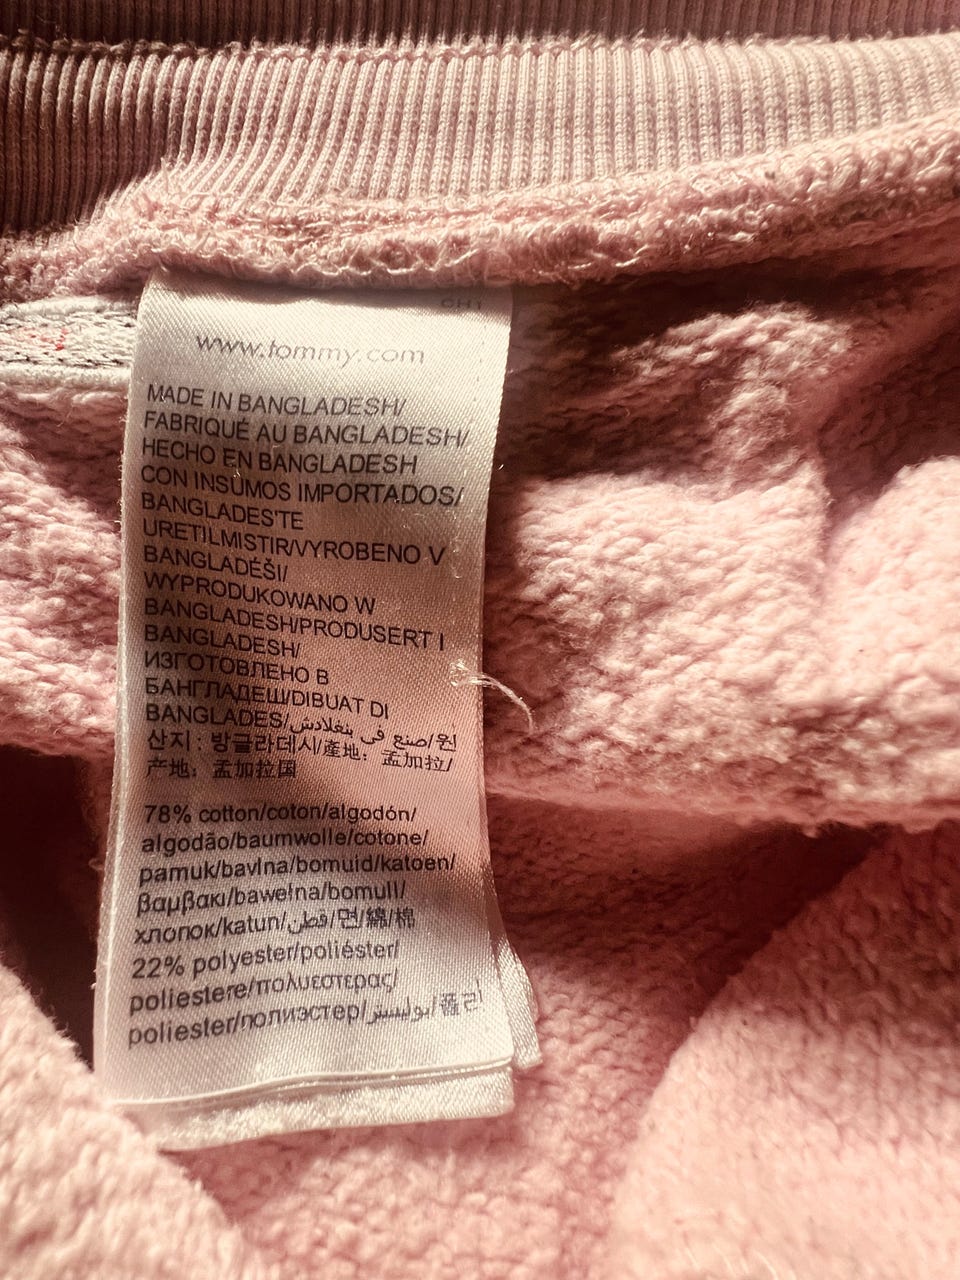 CH1
www.tommy.com
MADE IN BANGLADESH/
FABRIQUÉ AU BANGLADESH/
HECHO EN BANGLADESH
CON INSUMOS IMPORTADOS/
BANGLADES'TE
URETILMISTIR/VYROBENO V
BANGLADÉŠI/
WYPRODUKOWANO W
BANGLADESH/PRODUSERT I
BANGLADESH/
ИЗГОТОВЛЕНО В
БАНГЛАДЕШ/DIBUAT DI
BANGLADES/صنع في بنغلادش/원
산지 : 방글라데시/產地：孟加拉/
产地：孟加拉国
78% cotton/coton/algodón/
algodão/baumwolle/cotone/
pamuk/bavlna/bomuld/katoen/
βαμβακι/bawełna/bomull/
хлопок/katun/قطن/면/綿/棉
22% polyester/poliéster/
poliestere/πολυεστερας/
poliester/полиэстер/بوليستر/폴리